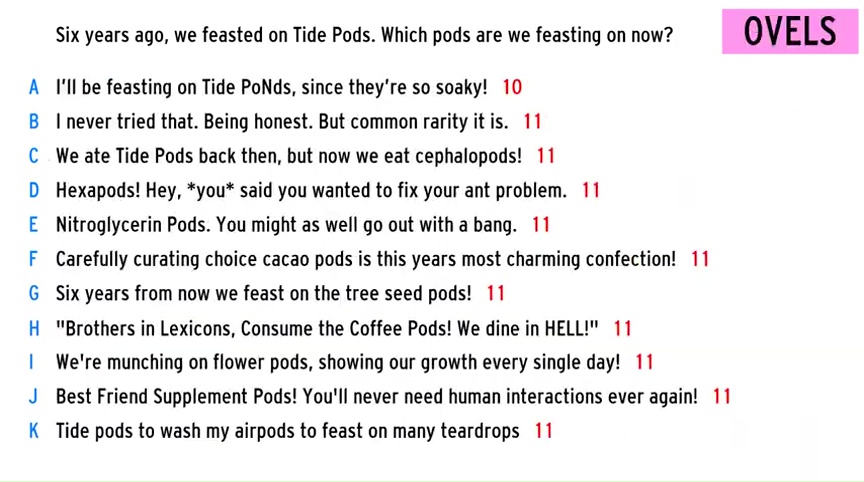 Six years ago, we feasted on Tide Pods. Which pods are we feasting on now?
OVELS
A I'll be feasting on Tide PoNds, since they're so soaky! 10
B I never tried that. Being honest. But common rarity it is. 11
C We ate Tide Pods back then, but now we eat cephalopods! 11
D Hexapods! Hey, *you* said you wanted to fix your ant problem. 11
E Nitroglycerin Pods. You might as well go out with a bang. 11
F Carefully curating choice cacao pods is this years most charming confection! 11
G Six years from now we feast on the tree seed pods! 11
H "Brothers in Lexicons, Consume the Coffee Pods! We dine in HELL!" 11
I We're munching on flower pods, showing our growth every single day! 11
J Best Friend Supplement Pods! You'll never need human interactions ever again! 11
K Tide pods to wash my airpods to feast on many teardrops 11